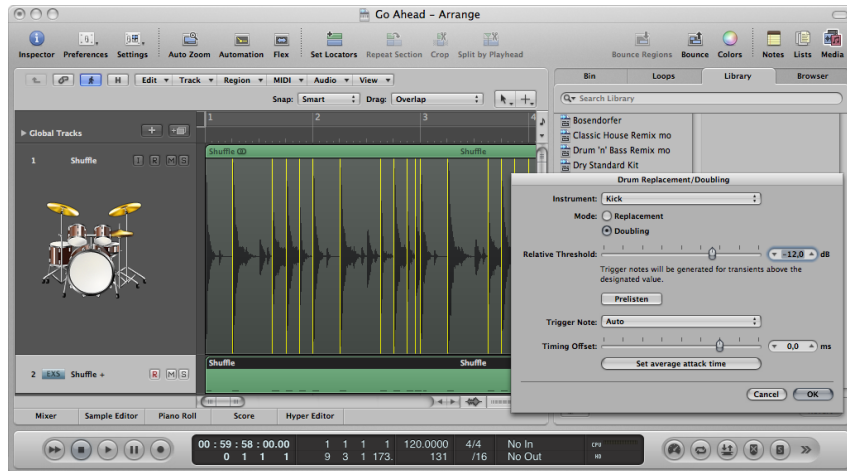 Go Ahead – Arrange
Inspector Preferences Settings Auto Zoom Automation Flex Set Locators Repeat Section Crop Split by Playhead Bounce Regions Bounce Colors Notes Lists Media
H Edit Track Region MIDI Audio View
Bin Loops Library Browser
Snap: Smart Drag: Overlap
Search Library
1 2 3 4
Global Tracks
Bosendorfer
Classic House Remix mo
Drum 'n' Bass Remix mo
Dry Standard Kit
1 Shuffle I R M S
Shuffle Shuffle
Drum Replacement/Doubling
Instrument: Kick
Mode: Replacement
Doubling
Relative Threshold: -12,0 dB
Trigger notes will be generated for transients above the
designated value.
Prelisten
Trigger Note: Auto
Timing Offset: 0,0 ms
Set average attack time
Cancel OK
Shuffle Shuffle
2 EXS Shuffle + R M S
Mixer Sample Editor Piano Roll Score Hyper Editor
00 : 59 : 58 : 00.00 1 1 1 1 120.0000 4/4 No In CPU
0 1 1 1 9 3 1 173. 131 /16 No Out HD